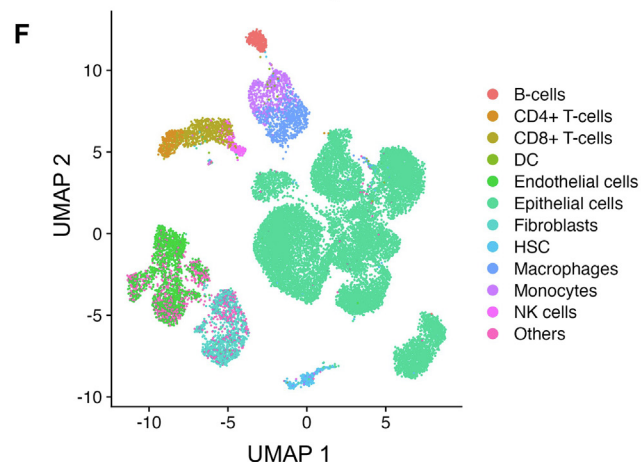 F
UMAP 2
10
5
0
-5
-10
-10
-5
0
5
UMAP 1
B-cells
CD4+ T-cells
CD8+ T-cells
DC
Endothelial cells
Epithelial cells
Fibroblasts
HSC
Macrophages
Monocytes
NK cells
Others